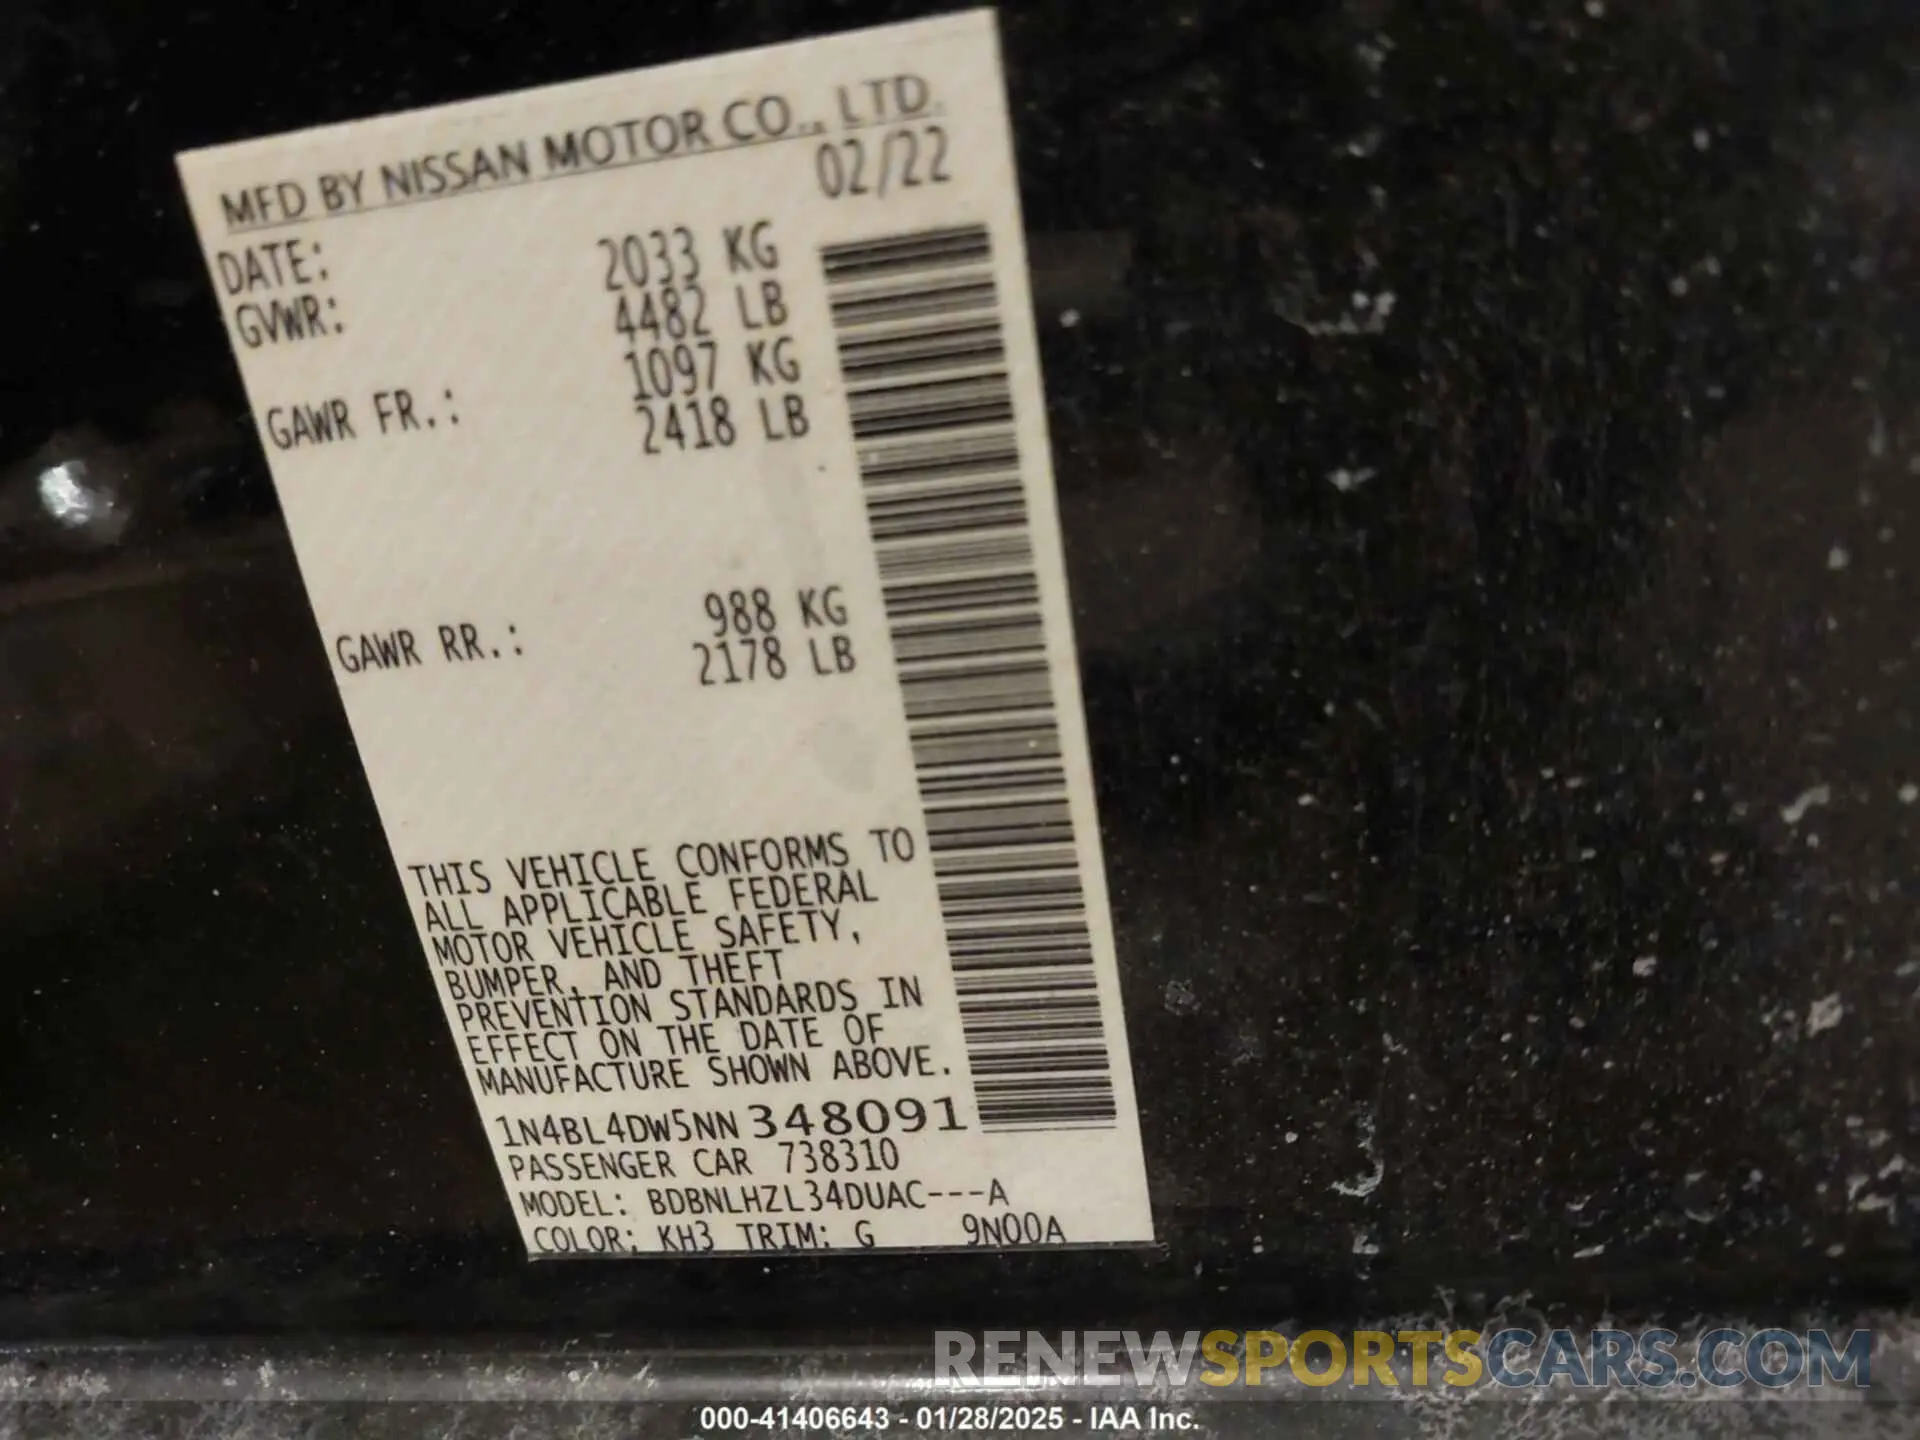 MFD BY NISSAN MOTOR CO., LTD.
DATE: 02/22
GVWR: 2033 KG
4482 LB
GAWR FR.: 1097 KG
2418 LB
GAWR RR.: 988 KG
2178 LB
THIS VEHICLE CONFORMS TO
ALL APPLICABLE FEDERAL
MOTOR VEHICLE SAFETY,
BUMPER, AND THEFT
PREVENTION STANDARDS IN
EFFECT ON THE DATE OF
MANUFACTURE SHOWN ABOVE.
1N4BL4DW5NN348091
PASSENGER CAR 738310
MODEL: BDBNLHZL34DUAC---A
COLOR: KH3 TRIM: G 9N00A
RENEWSPORTSCARS.COM
000-41406643 - 01/28/2025 - IAA Inc.